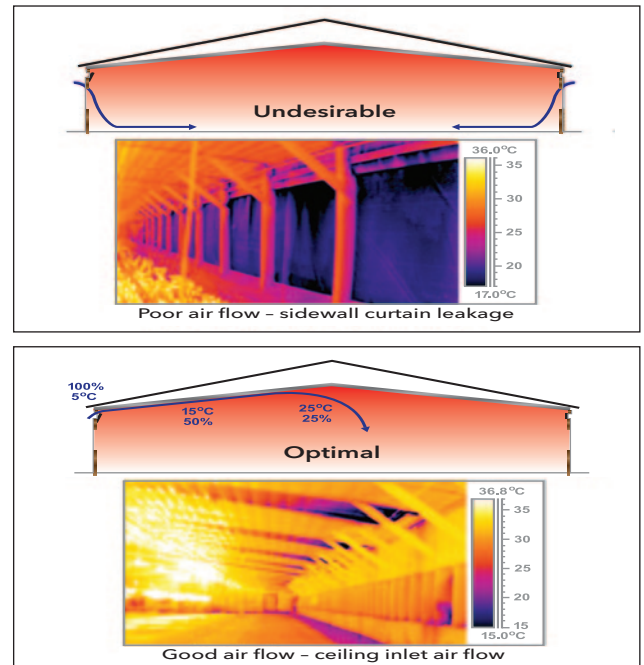 Undesirable
36.0°C
35
30
20
17.0°C
Poor air flow – sidewall curtain leakage
100%
5°C
15°C
50%
25°C
25%
Optimal
36.8°C
35
30
25
20
15
15.0°C
Good air flow – ceiling inlet air flow